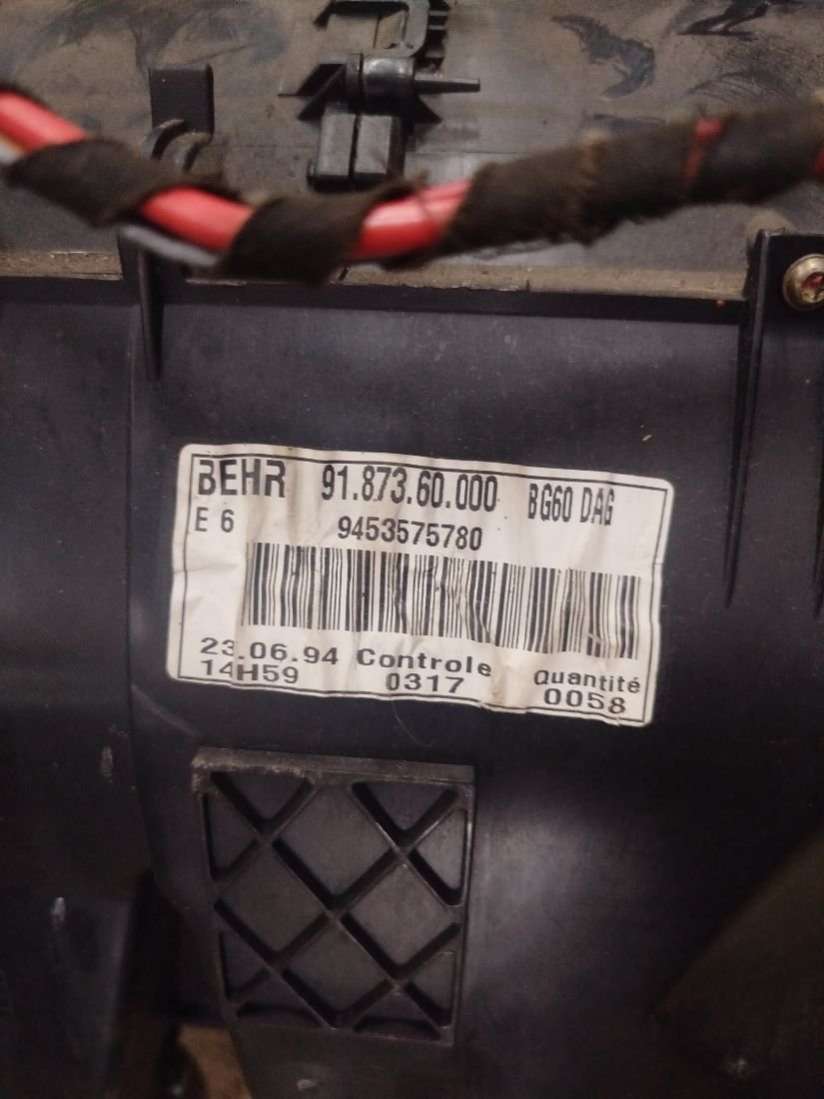 BEHR 91.873.60.000 BG60 DAG
E 6 9453575780
23.06.94 Controle Quantité
14H59 0317 0058